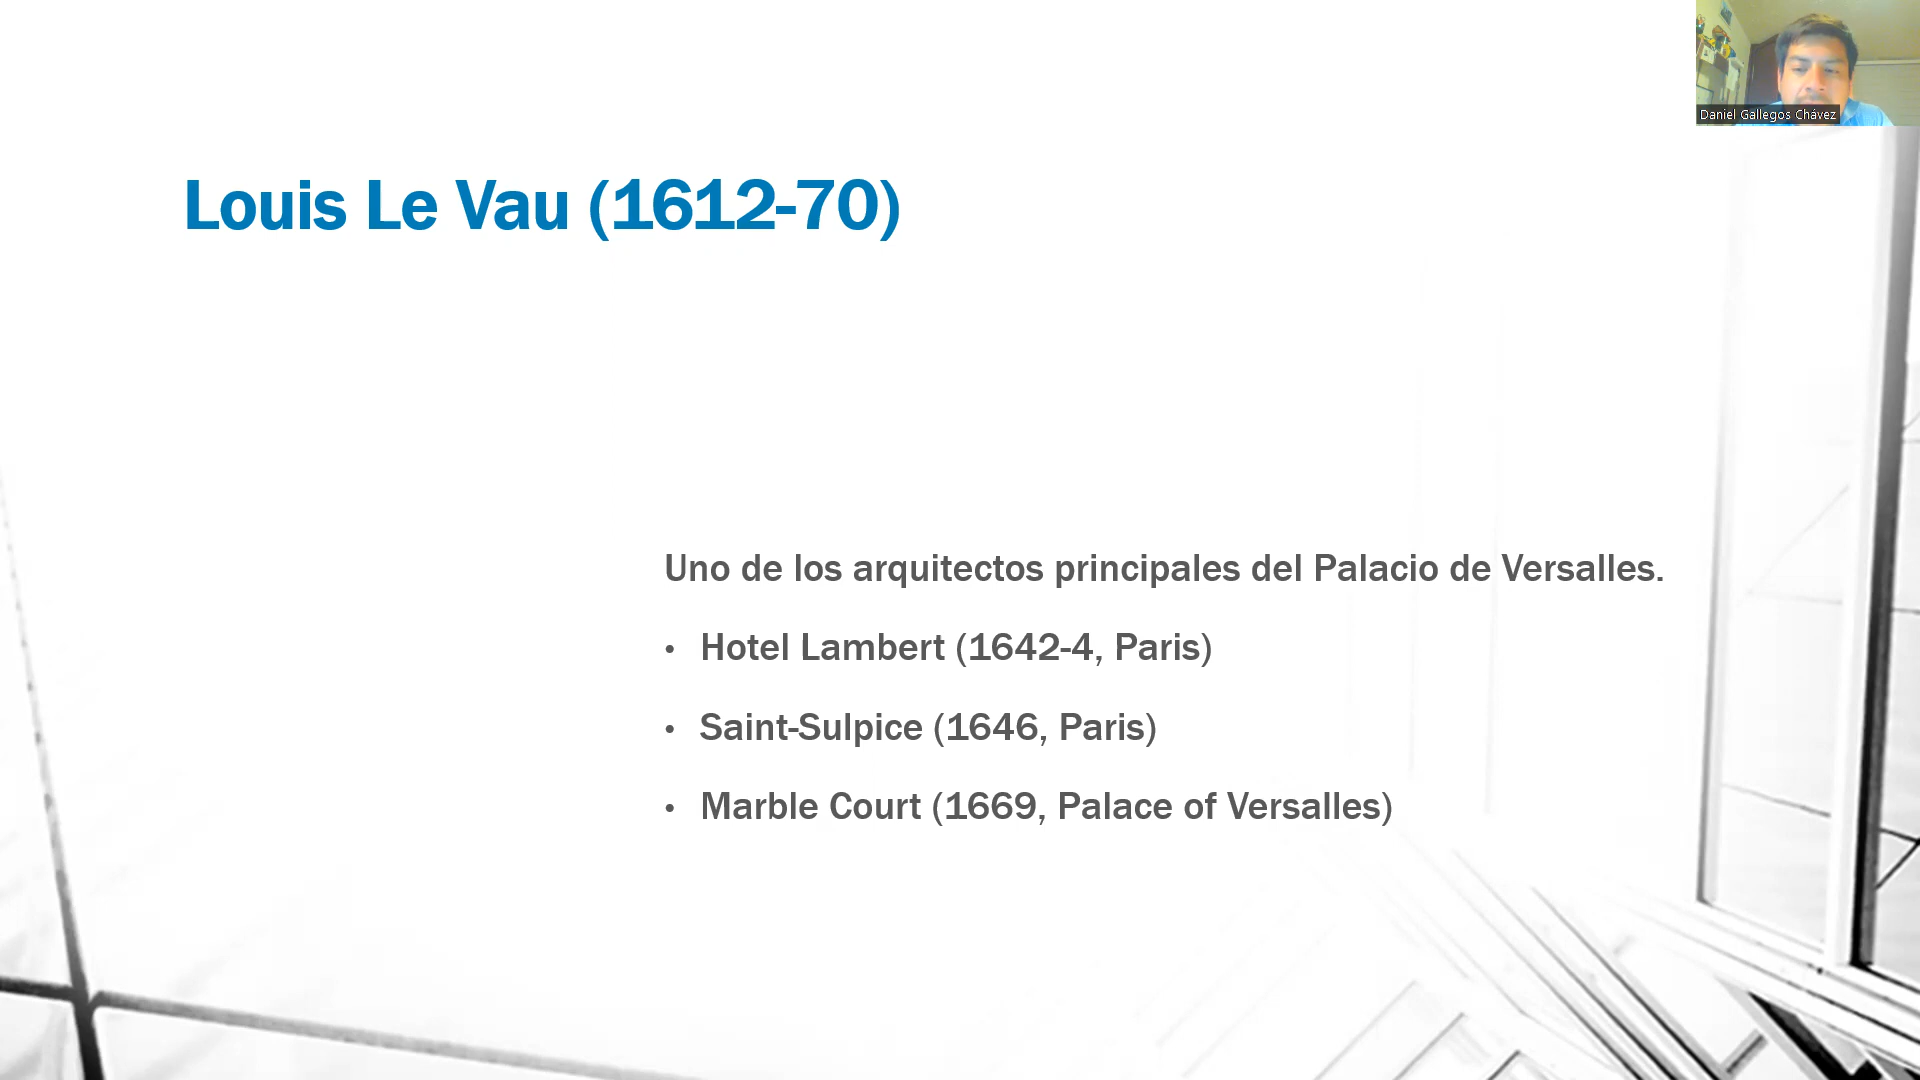 Daniel Gallegos Chávez
Louis Le Vau (1612-70)
Uno de los arquitectos principales del Palacio de Versalles.
• Hotel Lambert (1642-4, Paris)
• Saint-Sulpice (1646, Paris)
• Marble Court (1669, Palace of Versalles)